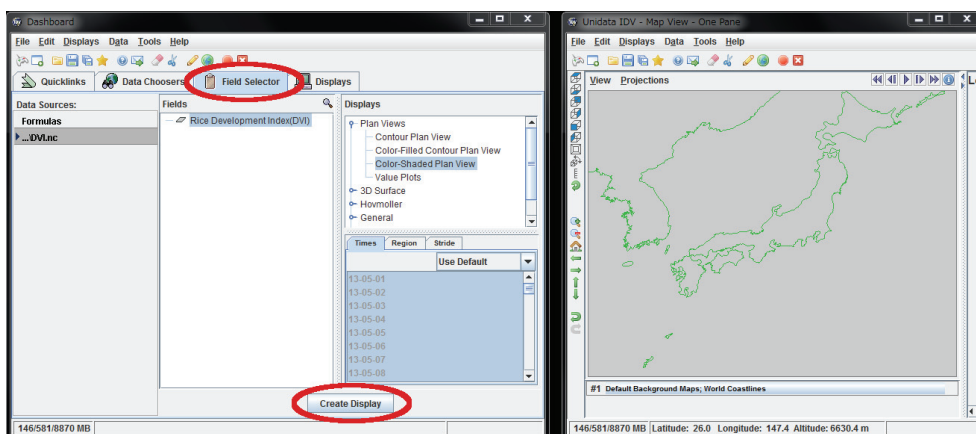 Dashboard
File Edit Displays Data Tools Help
Quicklinks Data Choosers Field Selector Displays
Data Sources:
Formulas
...\DVI.nc
Fields
Rice Development Index(DVI)
Displays
Plan Views
Contour Plan View
Color-Filled Contour Plan View
Color-Shaded Plan View
Value Plots
3D Surface
Hovmoller
General
Times Region Stride
Use Default
13-05-01
13-05-02
13-05-03
13-05-04
13-05-05
13-05-06
13-05-07
13-05-08
Create Display
146/581/8870 MB
Unidata IDV - Map View - One Pane
File Edit Displays Data Tools Help
View Projections
#1 Default Background Maps; World Coastlines
146/581/8870 MB Latitude: 26.0 Longitude: 147.4 Altitude: 6630.4 m